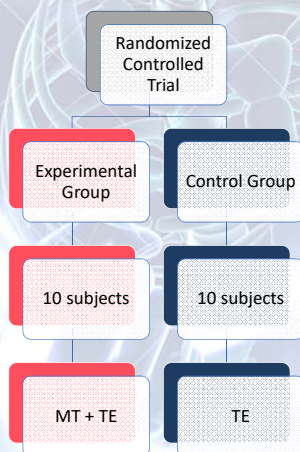 Randomized
Controlled
Trial
Experimental
Group
Control Group
10 subjects
10 subjects
MT + TE
TE